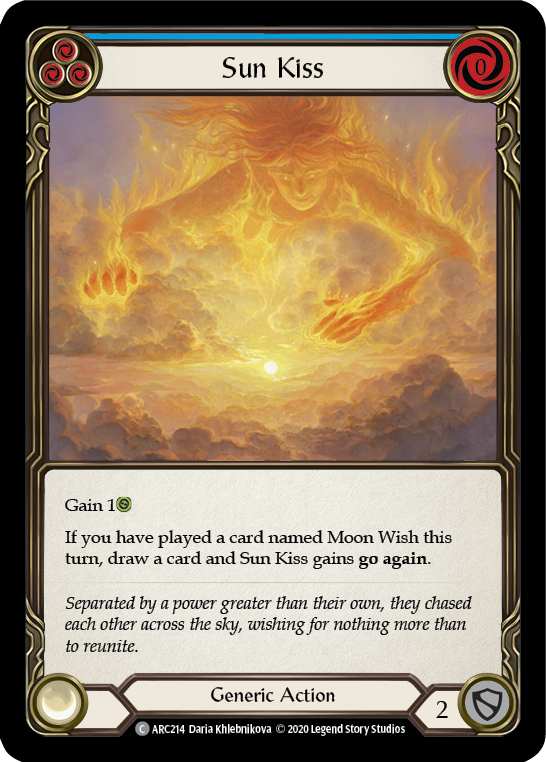 Sun Kiss
0
Gain 1
If you have played a card named Moon Wish this
turn, draw a card and Sun Kiss gains go again.
Separated by a power greater than their own, they chased
each other across the sky, wishing for nothing more than
to reunite.
Generic Action
2
C ARC214 Daria Khlebnikova © 2020 Legend Story Studios